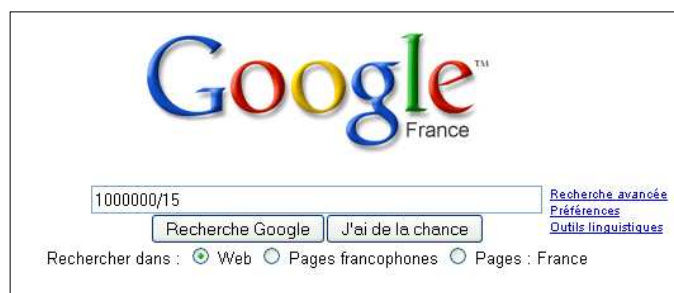 Google™
France
1000000/15
Recherche avancée
Préférences
Outils linguistiques
Recherche Google J'ai de la chance
Rechercher dans : Web Pages francophones Pages : France